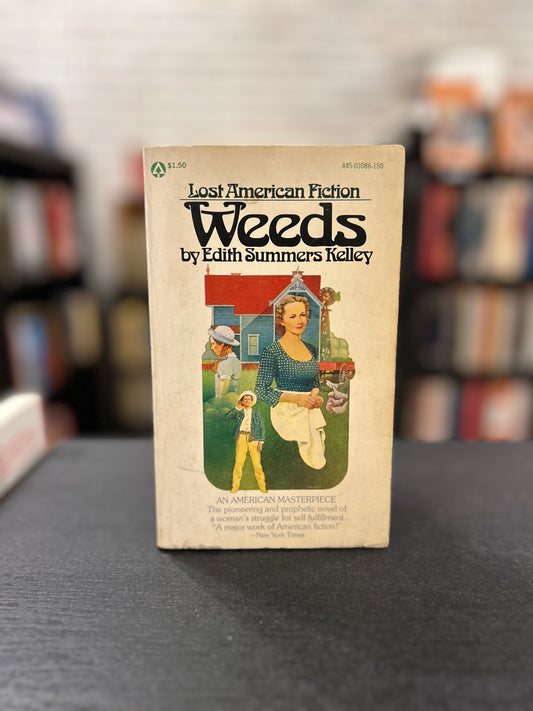 $1.50
445-03086-150
Lost American Fiction
Weeds
by Edith Summers Kelley
AN AMERICAN MASTERPIECE
The pioneering and prophetic novel of
a woman's struggle for self-fulfillment...
"A major work of American fiction!"
—New York Times